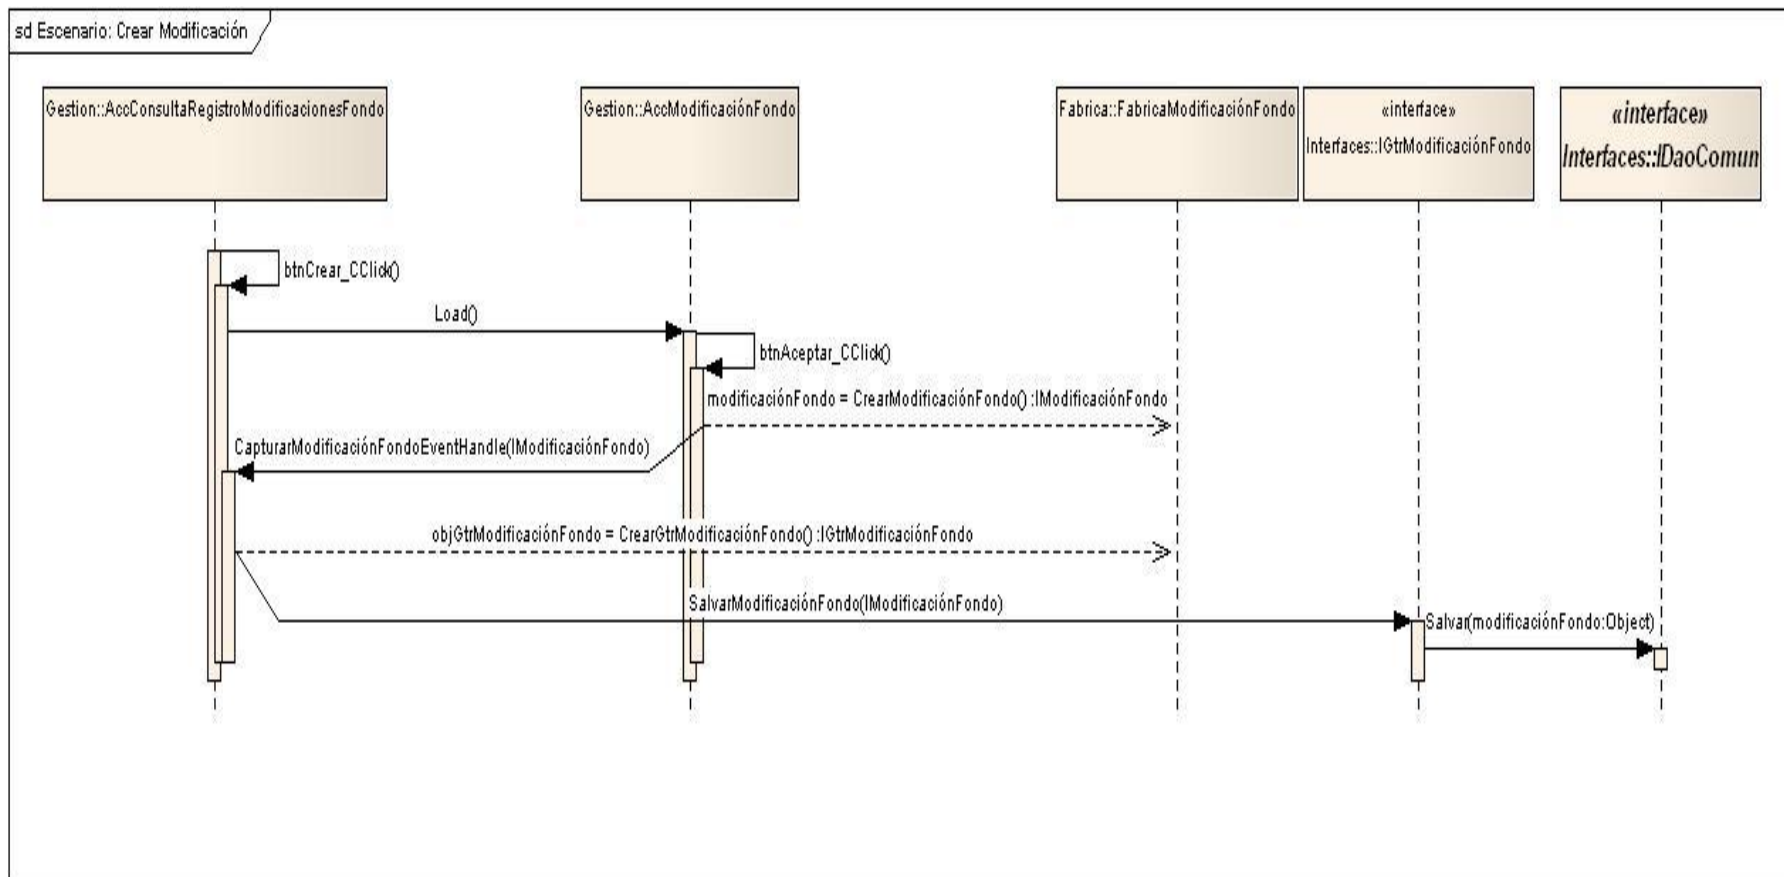 sd Escenario: Crear Modificación
Gestion::AccConsultaRegistroModificacionesFondo
Gestion::AccModificaciónFondo
Fabrica::FabricaModificaciónFondo
«interface»
Interfaces::IGtrModificaciónFondo
«interface»
Interfaces::IDaoComun
btnCrear_CClick()
Load()
btnAceptar_CClick()
modificaciónFondo = CrearModificaciónFondo() :IModificaciónFondo
CapturarModificaciónFondoEventHandle(IModificaciónFondo)
objGtrModificaciónFondo = CrearGtrModificaciónFondo() :IGtrModificaciónFondo
SalvarModificaciónFondo(IModificaciónFondo)
Salvar(modificaciónFondo:Object)